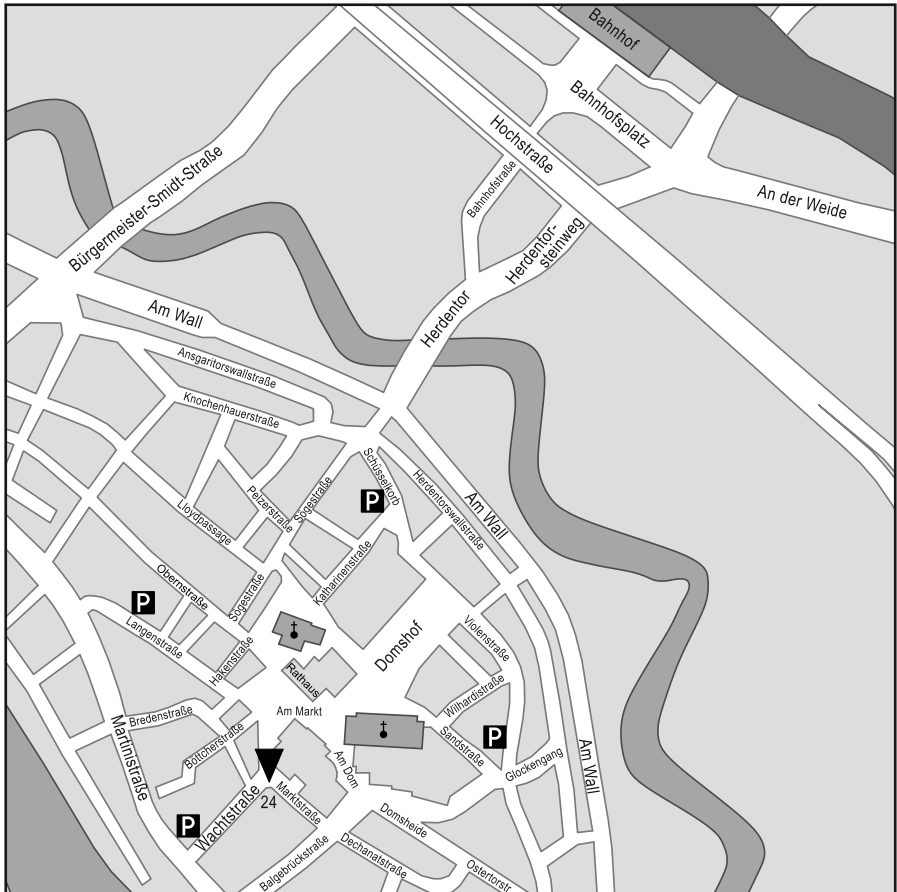 Bahnhof
Bahnhofsplatz
Hochstraße
An der Weide
Bahnhofstraße
Bürgermeister-Smidt-Straße
Herdentor-
steinweg
Herdentor
Am Wall
Ansgaritorswallstraße
Knochenhauerstraße
Schüsselkorb
Herdentorswallstraße
Am Wall
Sögestraße
Pelzerstraße
Lloydpassage
P
Katharinenstraße
Obernstraße
Sögestraße
P
Langenstraße
Hakenstraße
Domshof
Violenstraße
Rathaus
Wilhardistraße
Am Markt
Bredenstraße
Sandstraße
P
Böttcherstraße
Martinistraße
Am Dom
Glockengang
Am Wall
24
Marktstraße
Wachtstraße
P
Domsheide
Dechanatstraße
Balgebrückstraße
Ostertorstr.